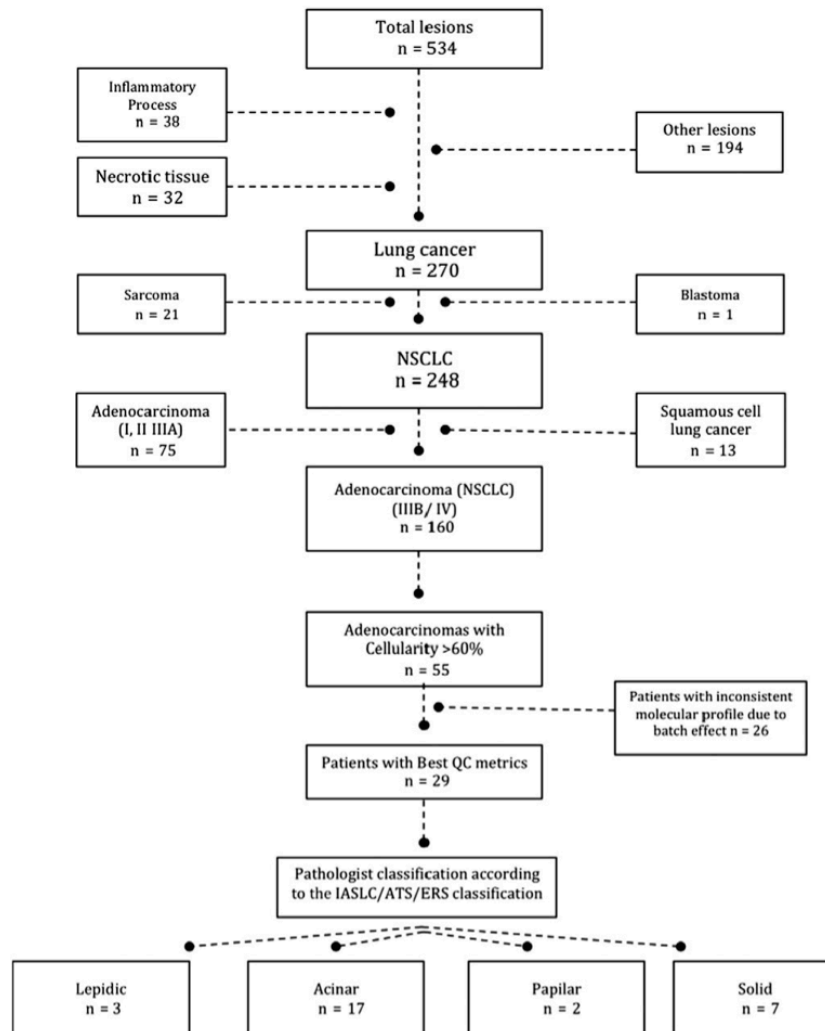 Total lesions
n = 534
Inflammatory
Process
n = 38
Other lesions
n = 194
Necrotic tissue
n = 32
Lung cancer
n = 270
Sarcoma
n = 21
Blastoma
n = 1
NSCLC
n = 248
Adenocarcinoma
(I, II IIIA)
n = 75
Squamous cell
lung cancer
n = 13
Adenocarcinoma (NSCLC)
(IIIB/ IV)
n = 160
Adenocarcinomas with
Cellularity >60%
n = 55
Patients with inconsistent
molecular profile due to
batch effect n = 26
Patients with Best QC metrics
n = 29
Pathologist classification according
to the IASLC/ATS/ERS classification
Lepidic
n = 3
Acinar
n = 17
Papilar
n = 2
Solid
n = 7